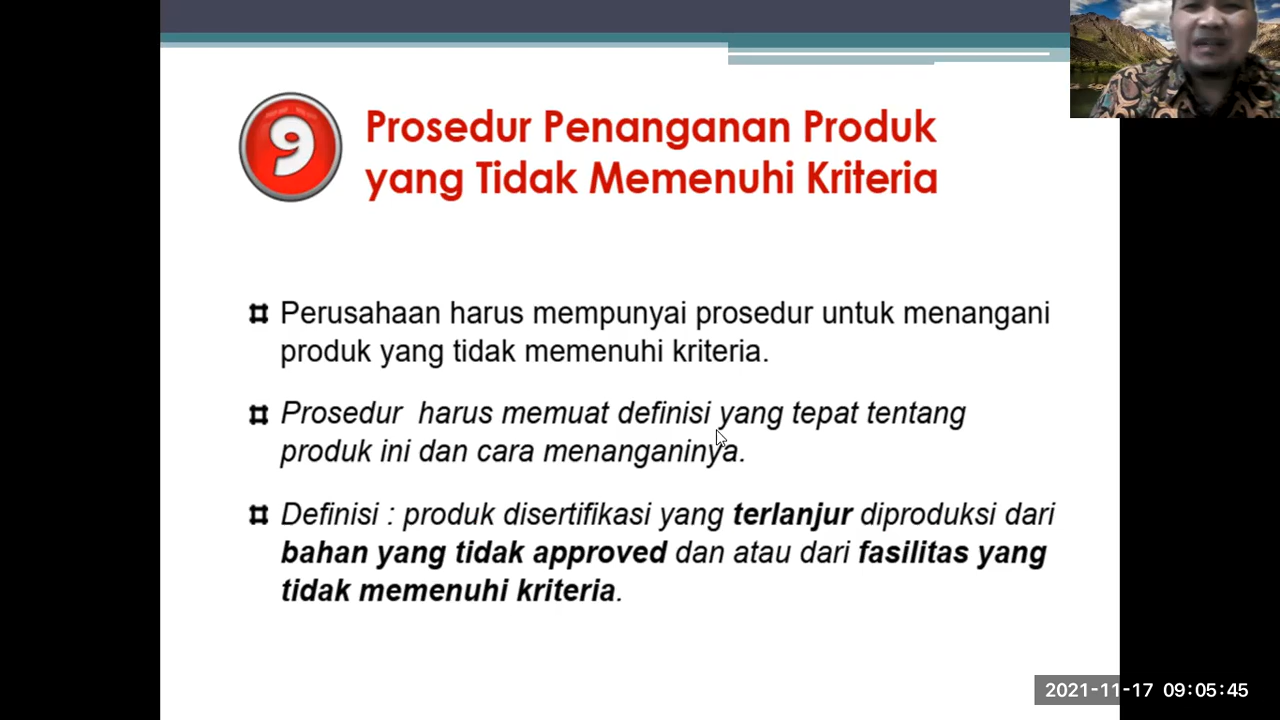 9
Prosedur Penanganan Produk
yang Tidak Memenuhi Kriteria
Perusahaan harus mempunyai prosedur untuk menangani
produk yang tidak memenuhi kriteria.
Prosedur harus memuat definisi yang tepat tentang
produk ini dan cara menanganinya.
Definisi : produk disertifikasi yang terlanjur diproduksi dari
bahan yang tidak approved dan atau dari fasilitas yang
tidak memenuhi kriteria.
2021-11-17 09:05:45